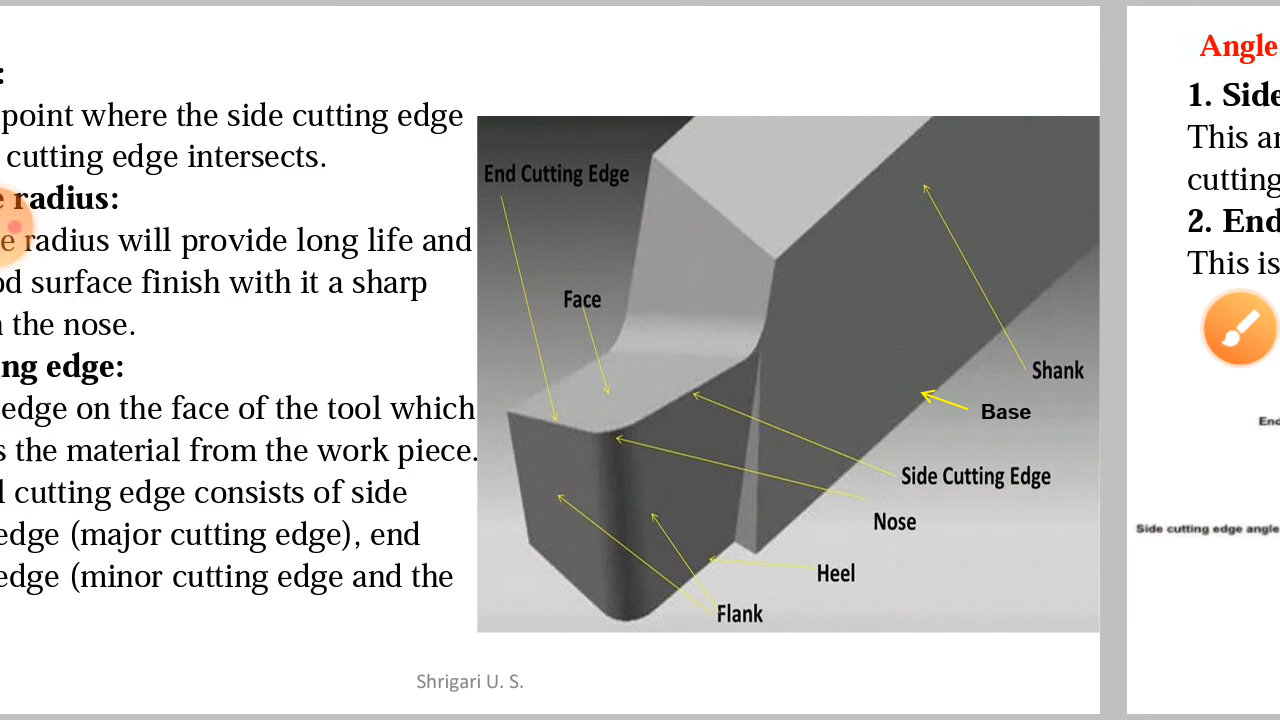 :
point where the side cutting edge
cutting edge intersects.
radius:
radius will provide long life and
surface finish with it a sharp
the nose.
edge:
edge on the face of the tool which
the material from the work piece.
cutting edge consists of side
edge (major cutting edge), end
edge (minor cutting edge and the
End Cutting Edge
Face
Shank
Base
Side Cutting Edge
Nose
Heel
Flank
Shrigari U. S.
Angle
1. Side
This
cutting
2. End
This is
End
Side cutting edge angle